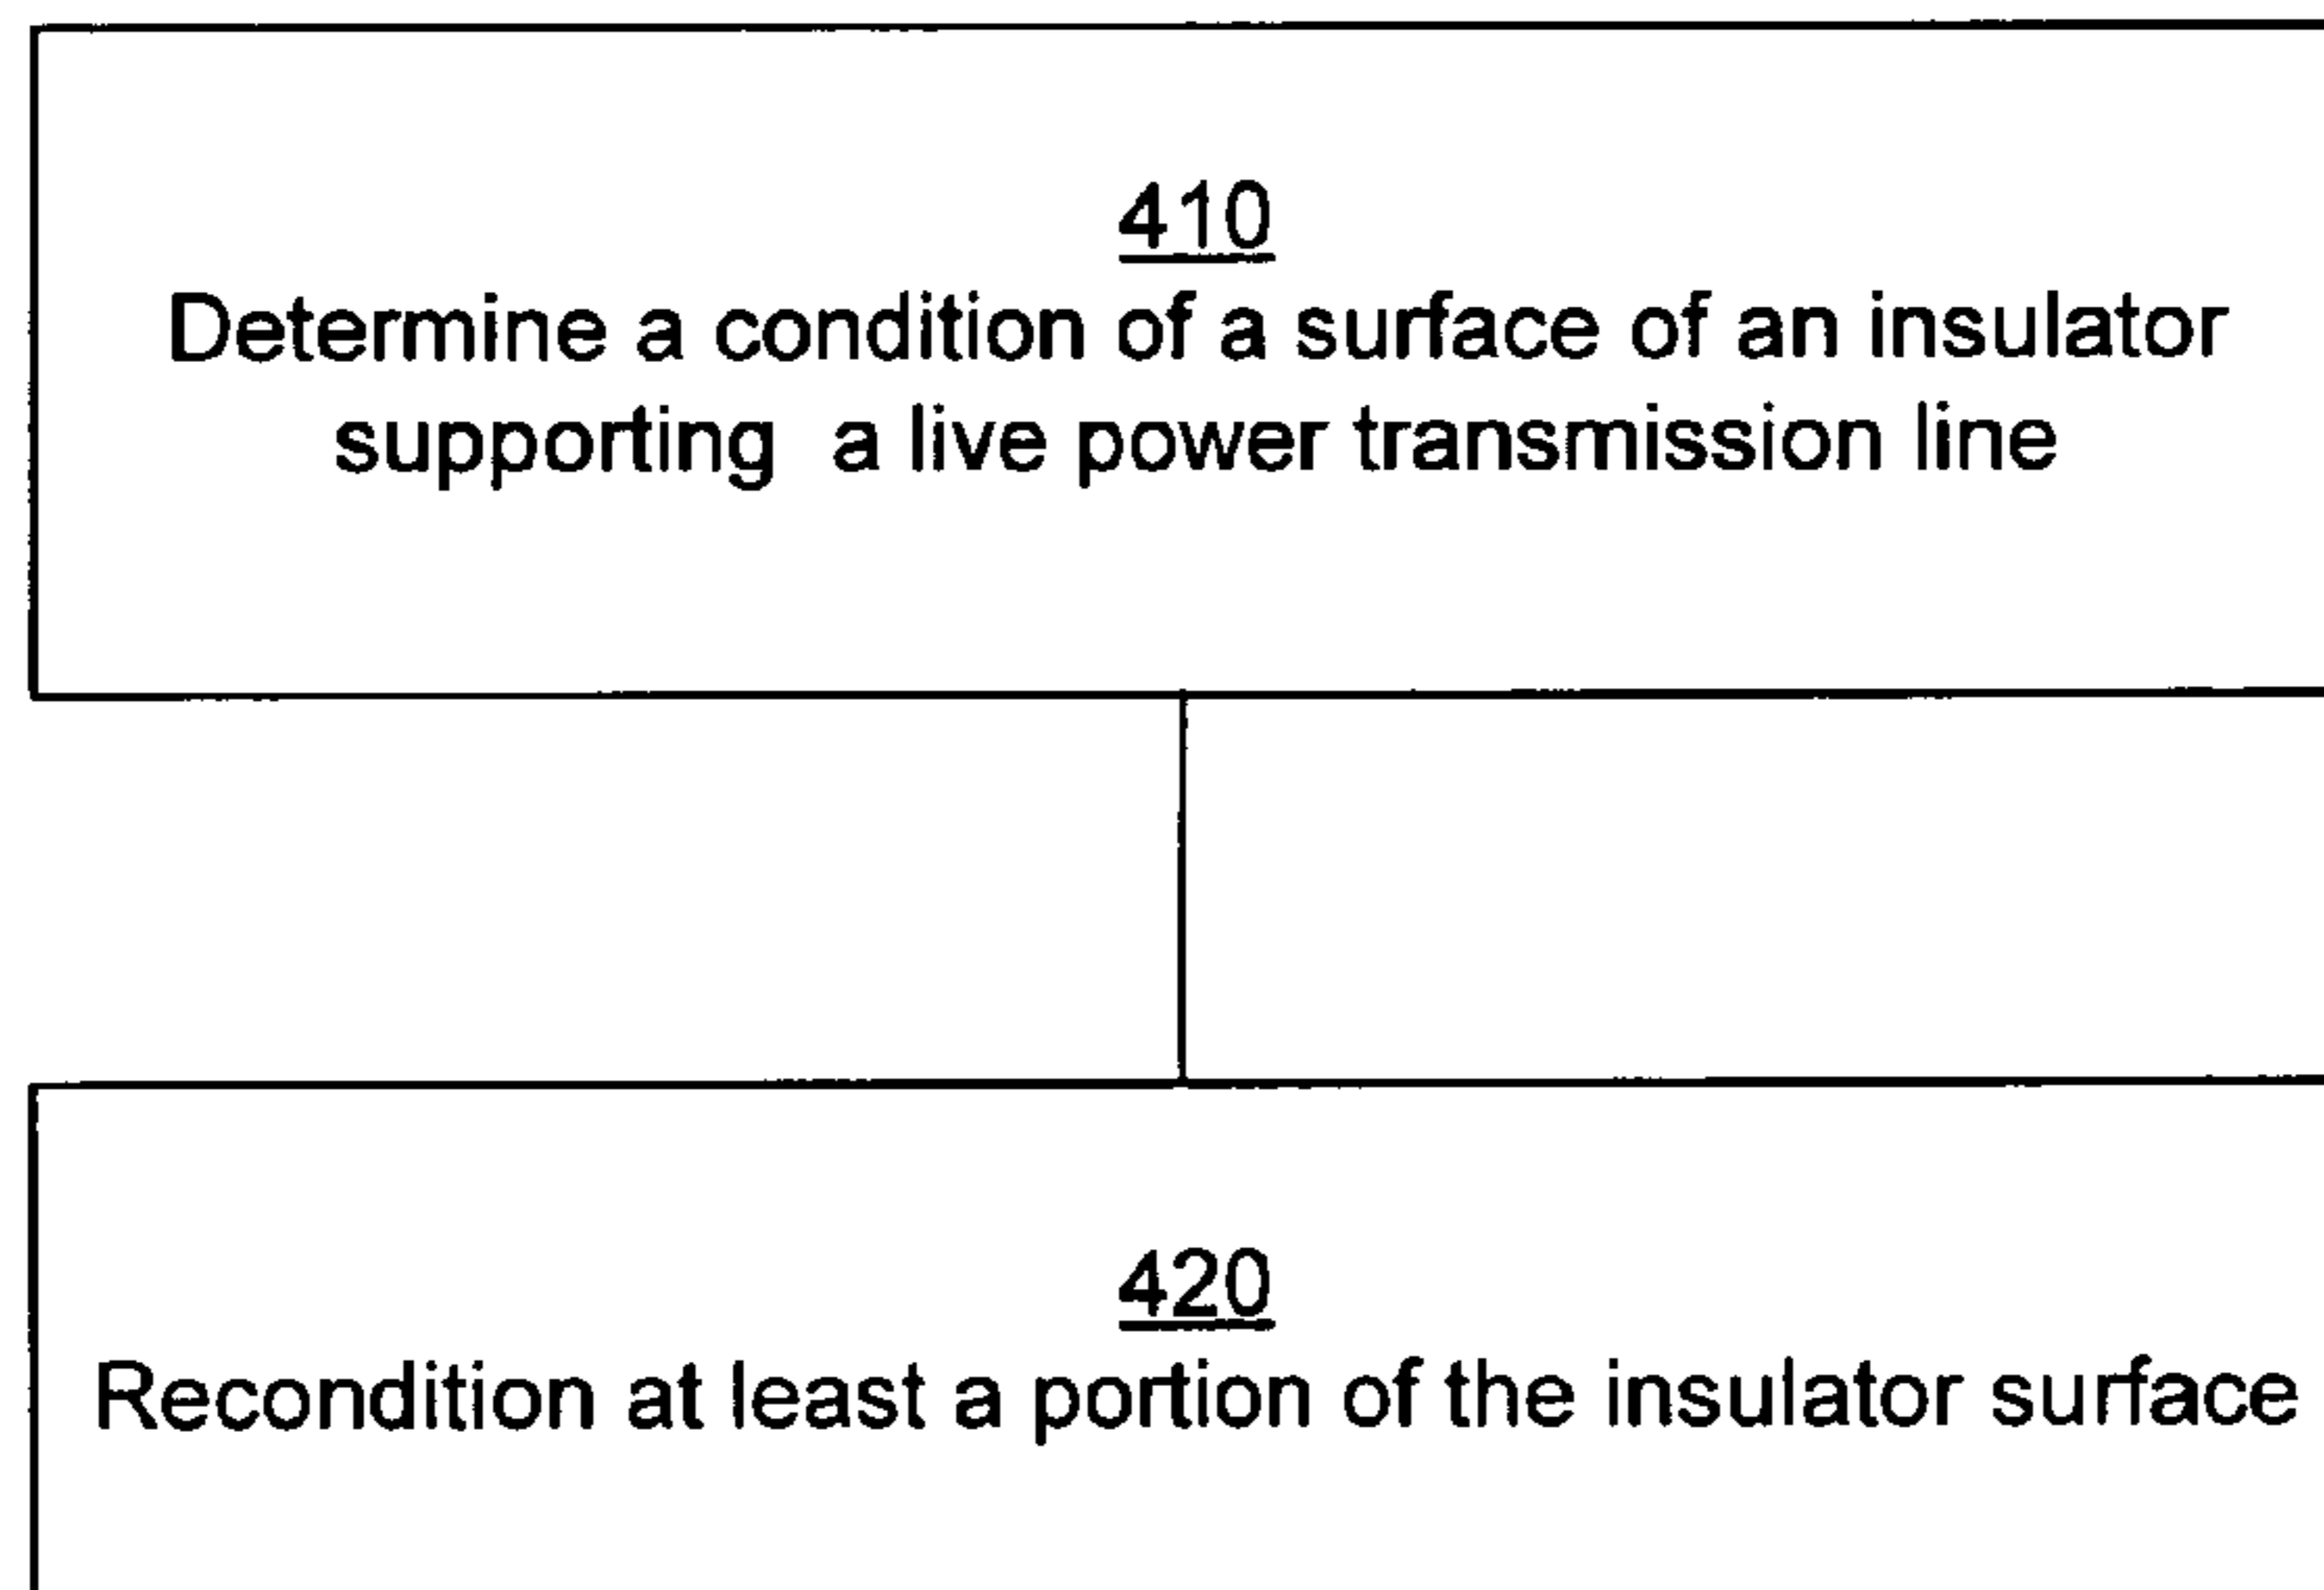 410
Determine a condition of a surface of an insulator
supporting a live power transmission line
420
Recondition at least a portion of the insulator surface